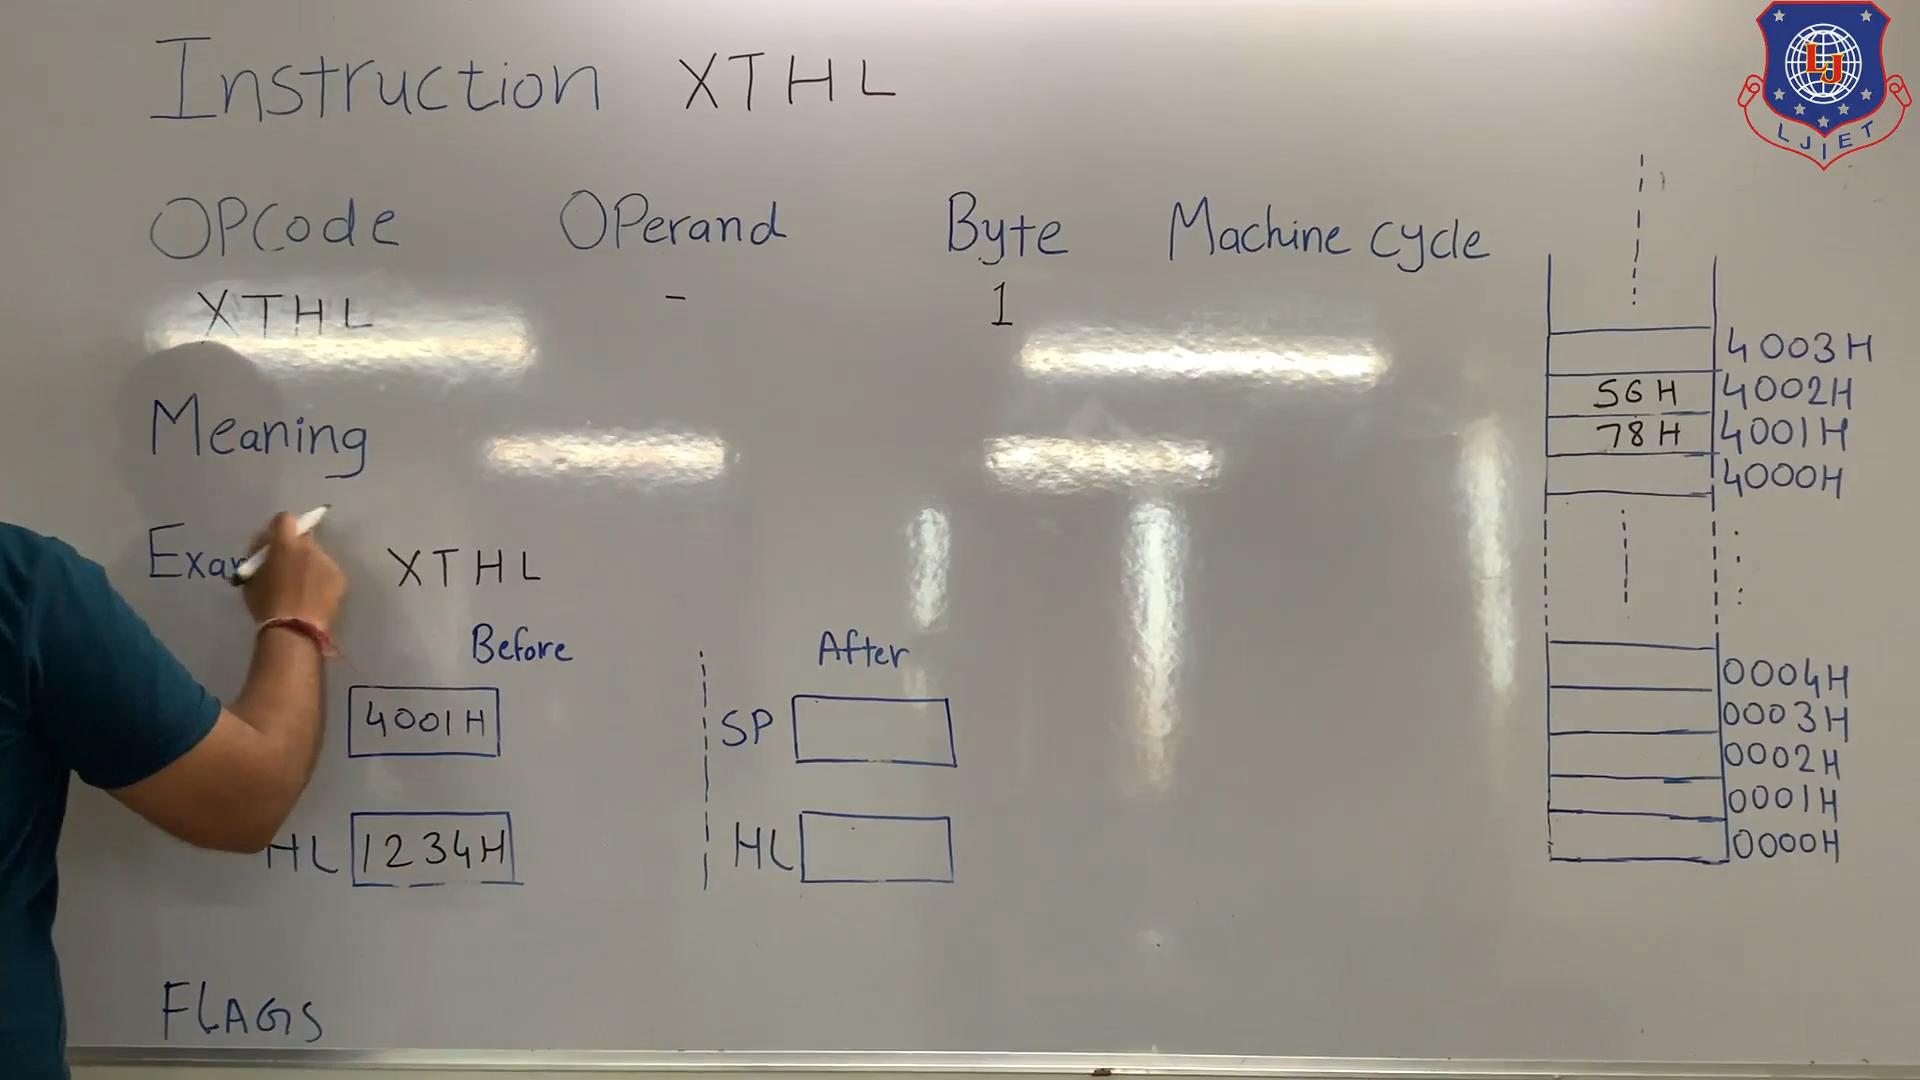 Instruction XTHL
OPCode OPerand Byte Machine cycle
XTHL - 1
Meaning
XTHL
Before After
4001H SP
HL 1234H HL
FLAGS
4003H
56H 4002H
78H 4001H
4000H
0004H
0003H
0002H
0001H
0000H
LJ
LJIET